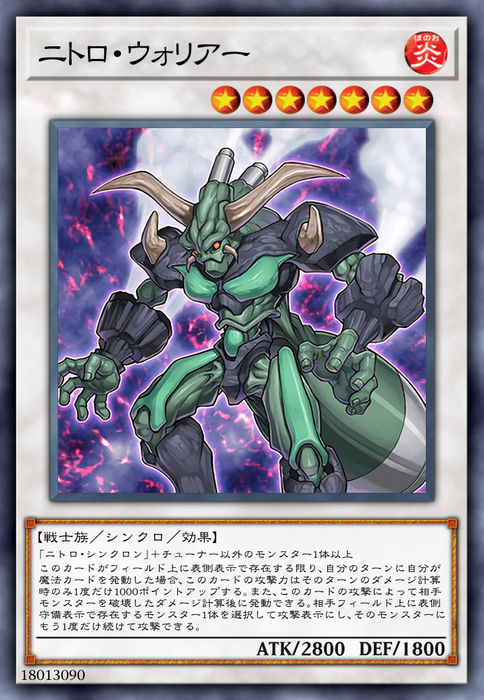 ニトロ・ウォリアー
ほのお
炎
【戦士族／シンクロ／効果】
「ニトロ・シンクロン」＋チューナー以外のモンスター1体以上
このカードがフィールド上に表側表示で存在する限り、自分のターンに自分が
魔法カードを発動した場合、このカードの攻撃力はそのターンのダメージ計算
時のみ1度だけ1000ポイントアップする。また、このカードの攻撃によって相手
モンスターを破壊したダメージ計算後に発動できる。相手フィールド上に表側
守備表示で存在するモンスター1体を選択して攻撃表示にし、そのモンスターに
もう1度だけ続けて攻撃できる。
ATK/2800 DEF/1800
18013090